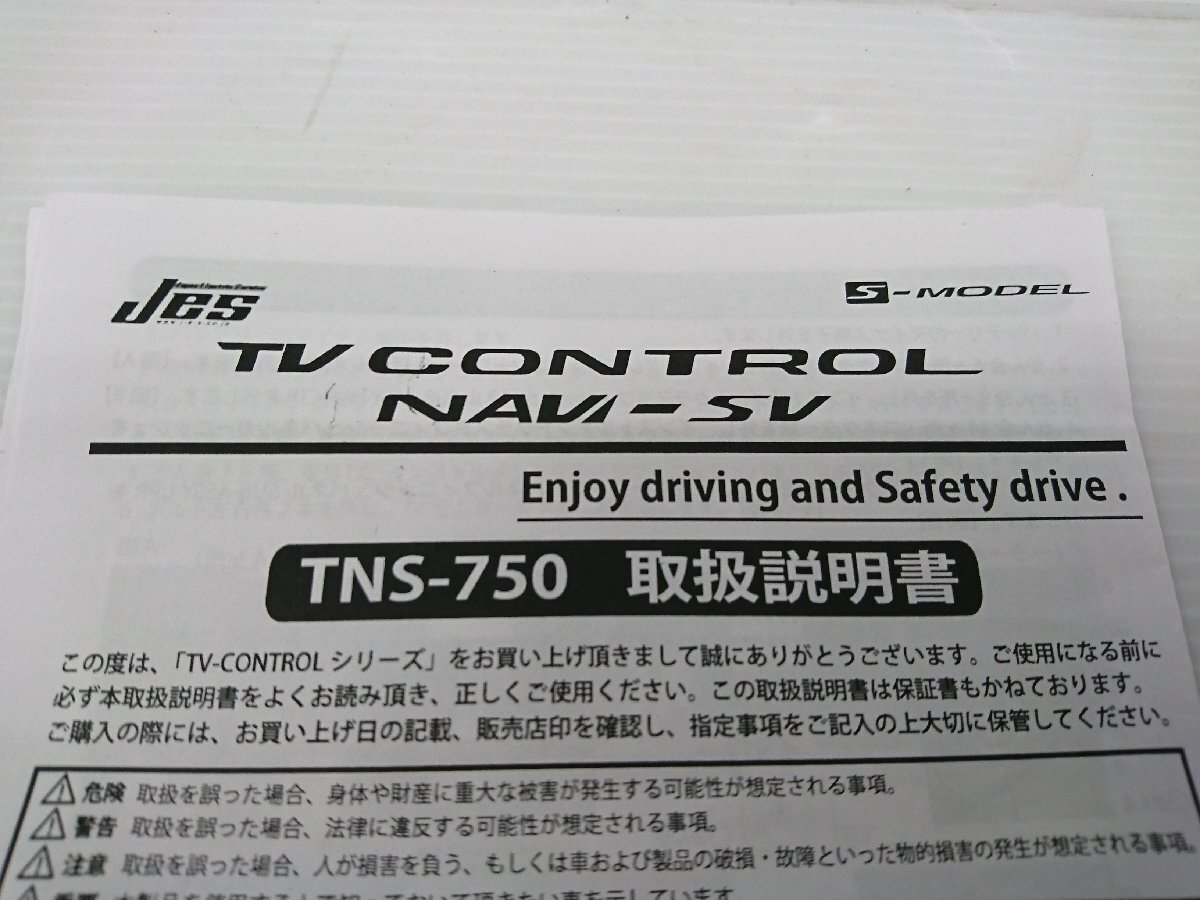 Jes
S-MODEL
TV CONTROL
NAVI-SV
Enjoy driving and Safety drive .
TNS-750 取扱説明書
この度は、「TV-CONTROL シリーズ」をお買い上げ頂きまして誠にありがとうございます。ご使用になる前に
必ず本取扱説明書をよくお読み頂き、正しくご使用ください。この取扱説明書は保証書もかねております。
ご購入の際には、お買い上げ日の記載、販売店印を確認し、指定事項をご記入の上大切に保管してください。
危険 取扱を誤った場合、身体や財産に重大な被害が発生する可能性が想定される事項。
警告 取扱を誤った場合、法律に違反する可能性が想定される事項。
注意 取扱を誤った場合、人が損害を負う、もしくは車および製品の破損・故障といった物的損害の発生が想定される事項。